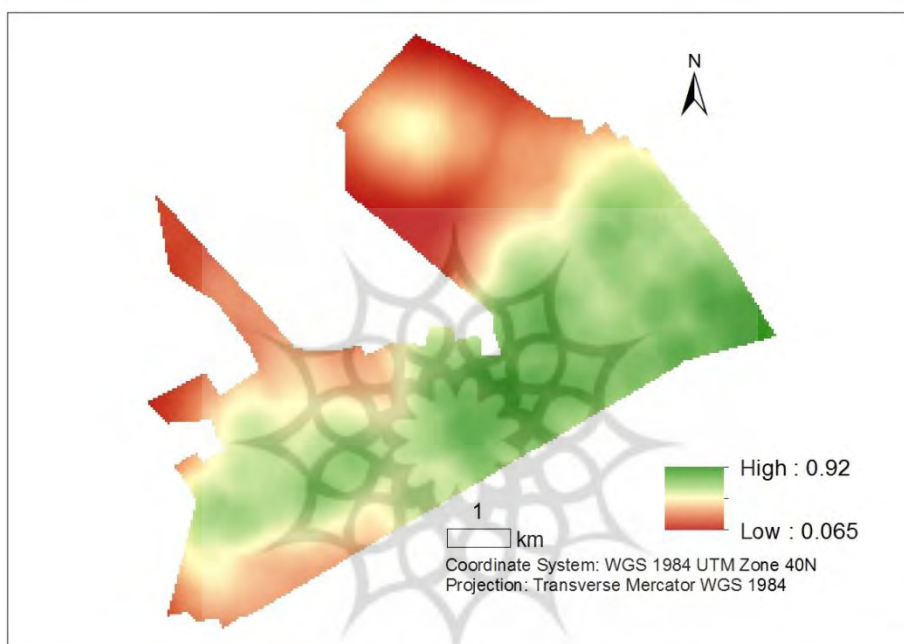 N
High : 0.92
Low : 0.065
1
km
Coordinate System: WGS 1984 UTM Zone 40N
Projection: Transverse Mercator WGS 1984